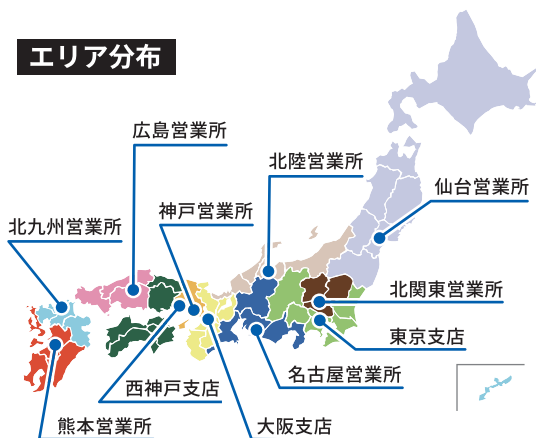 エリア分布
広島営業所
北陸営業所
仙台営業所
神戸営業所
北九州営業所
北関東営業所
東京支店
名古屋営業所
西神戸支店
熊本営業所
大阪支店